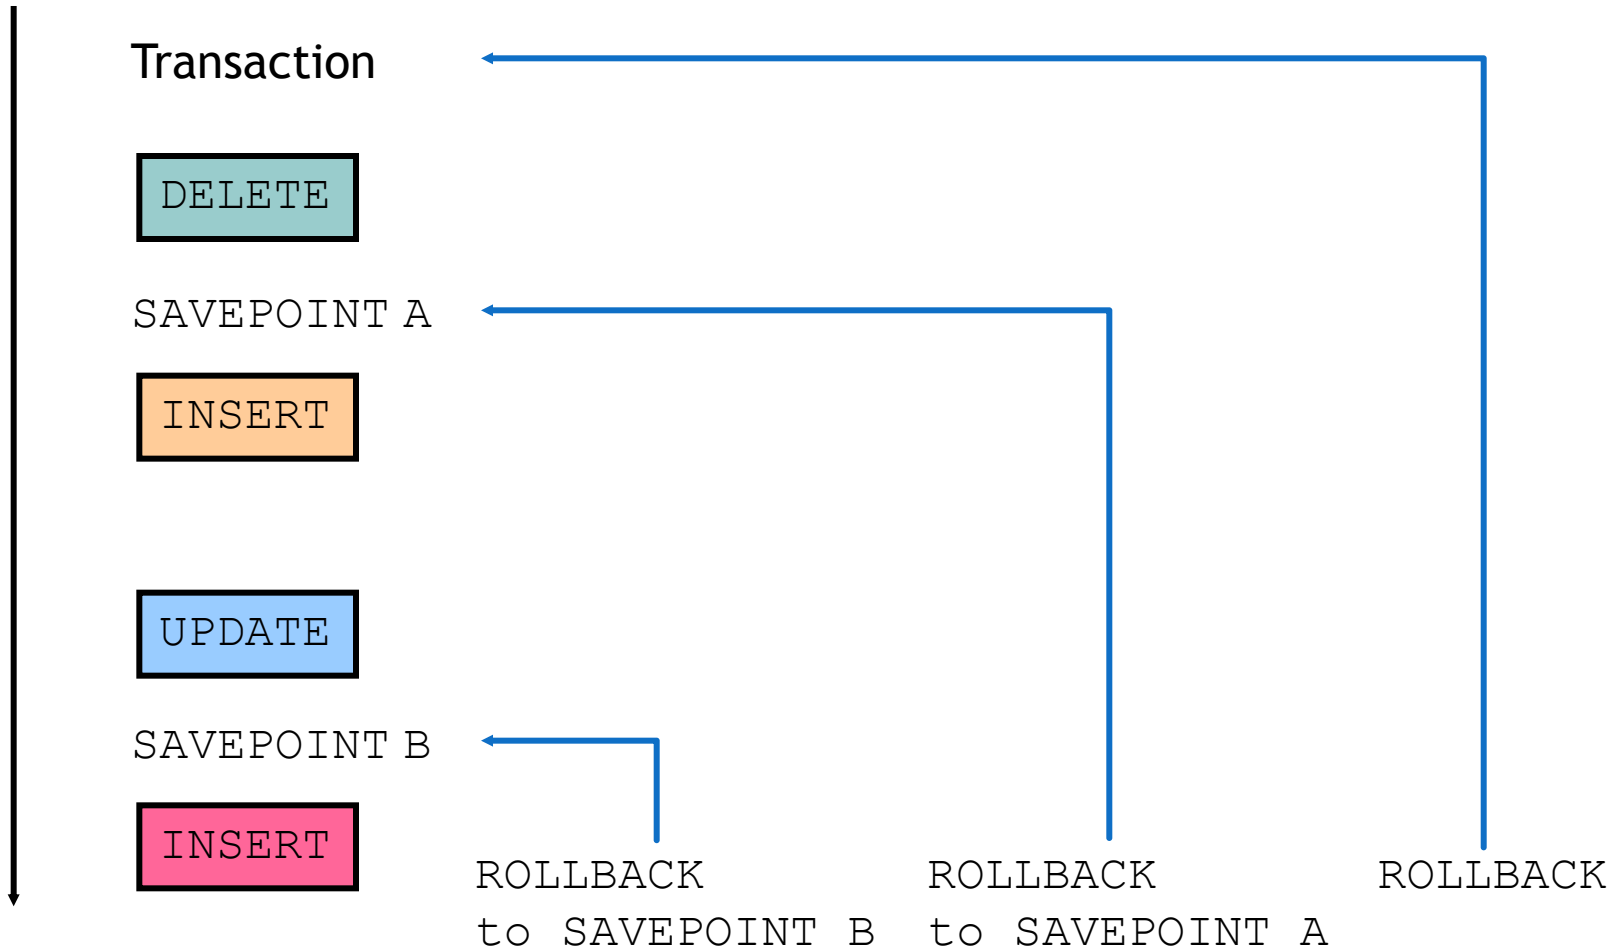 Transaction
DELETE
SAVEPOINT A
INSERT
UPDATE
SAVEPOINT B
INSERT
ROLLBACK
to SAVEPOINT B
ROLLBACK
to SAVEPOINT A
ROLLBACK